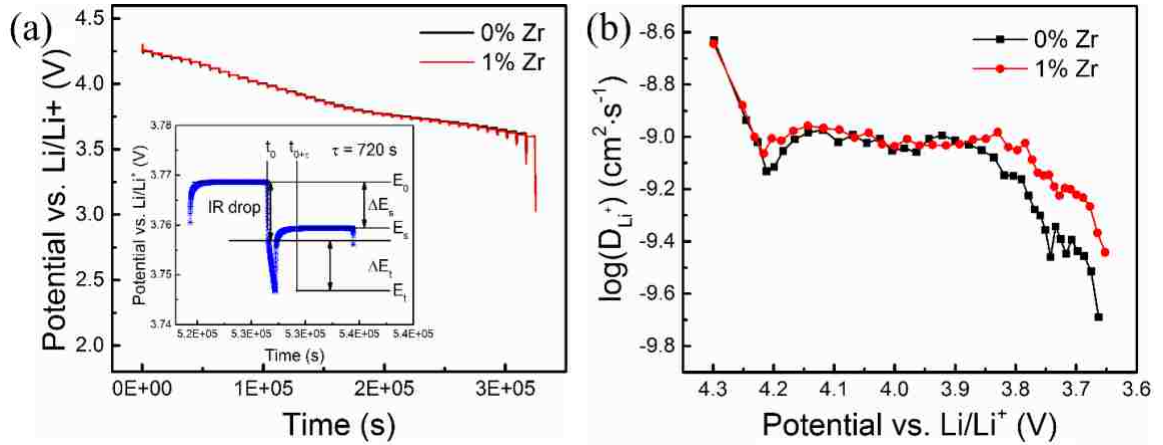 (a)
4.5
4.0
3.5
3.0
2.5
2.0
Potential vs. Li/Li+ (V)
0E+00
1E+05
2E+05
3E+05
Time (s)
0% Zr
1% Zr
3.78
3.77
3.76
3.75
3.74
Potential vs. Li/Li⁺ (V)
5.2E+05
5.3E+05
5.3E+05
5.4E+05
5.4E+05
Time (s)
t₀
t₀₊τ
τ = 720 s
IR drop
E₀
ΔEₛ
Eₛ
ΔEₜ
Eₜ
(b)
-8.6
-8.8
-9.0
-9.2
-9.4
-9.6
-9.8
log(D Li⁺) (cm²·s⁻¹)
4.3
4.2
4.1
4.0
3.9
3.8
3.7
3.6
Potential vs. Li/Li⁺ (V)
0% Zr
1% Zr